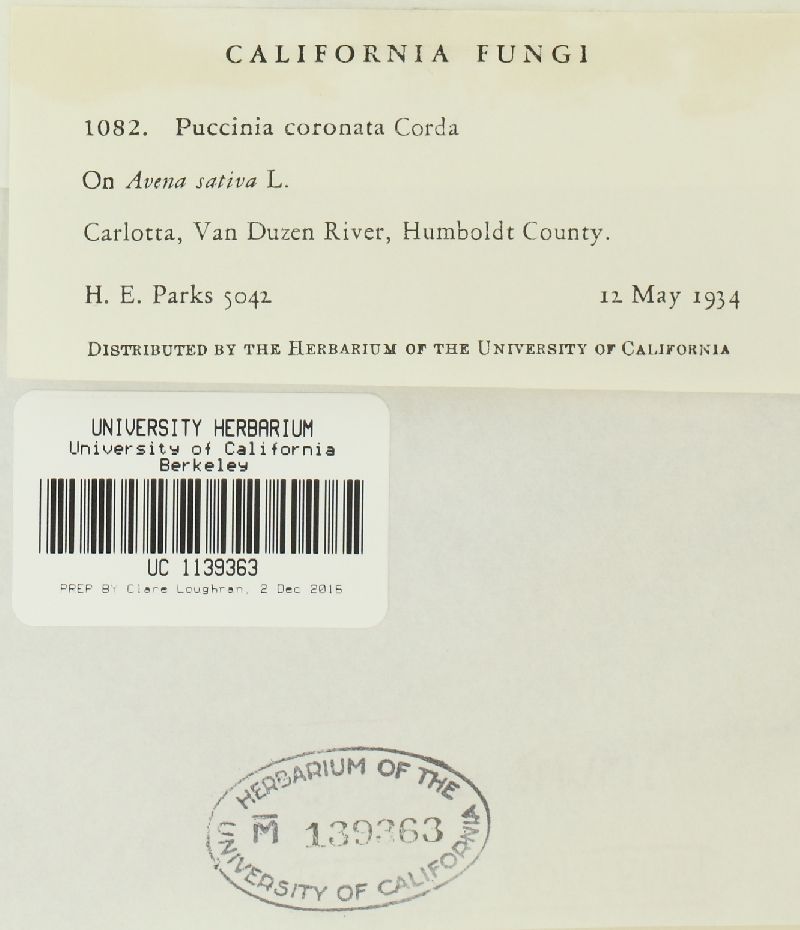 CALIFORNIA FUNGI
1082. Puccinia coronata Corda
On Avena sativa L.
Carlotta, Van Duzen River, Humboldt County.
H. E. Parks 5042 12 May 1934
DISTRIBUTED BY THE HERBARIUM OF THE UNIVERSITY OF CALIFORNIA
UNIVERSITY HERBARIUM
University of California
Berkeley
UC 1139363
PREP BY Clare Loughran, 2 Dec 2016
HERBARIUM OF THE
M̅ 139363
UNIVERSITY OF CALIFORNIA